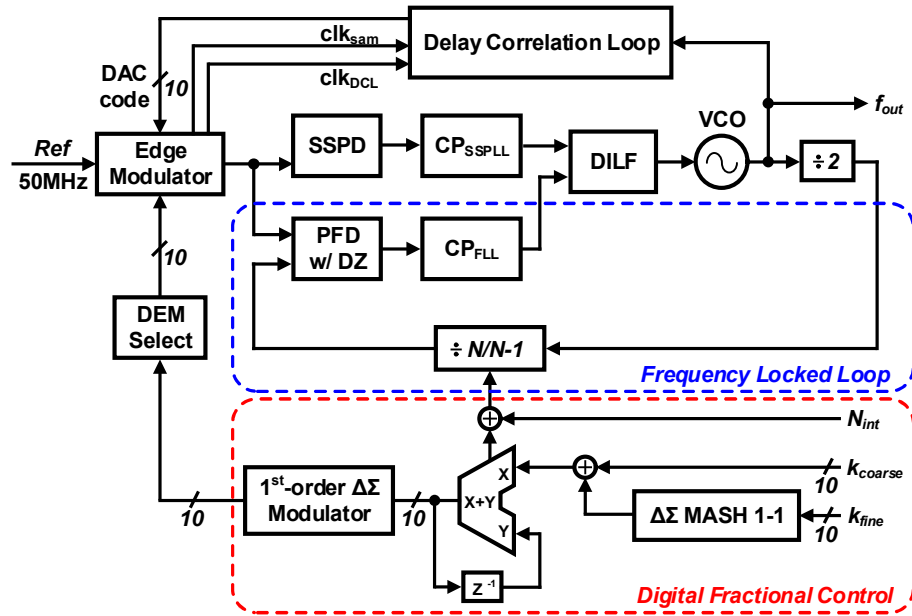 clk_sam
Delay Correlation Loop
DAC
code
10
clk_DCL
f_out
VCO
Ref
50MHz
Edge
Modulator
SSPD
CP_SSPLL
DILF
÷ 2
PFD
w/ DZ
CP_FLL
10
DEM
Select
÷ N/N-1
Frequency Locked Loop
N_int
k_coarse
10
1st-order ΔΣ
Modulator
10
10
X
X+Y
Y
ΔΣ MASH 1-1
k_fine
10
Z-1
Digital Fractional Control